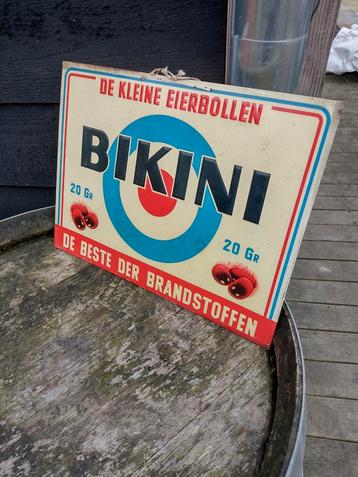 DE KLEINE EIERBOLLEN
BIKINI
20 GR
20 GR
DE BESTE DER BRANDSTOFFEN